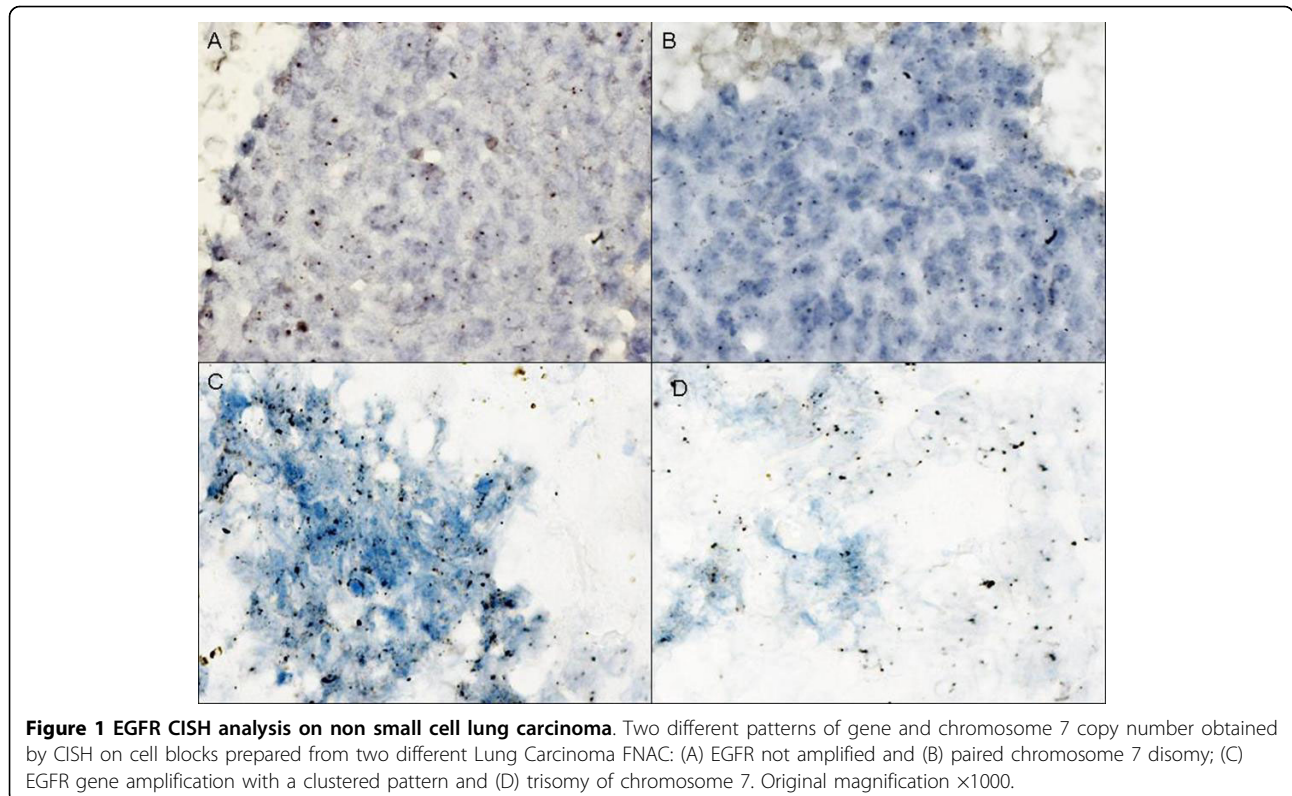 A
B
C
D
Figure 1 EGFR CISH analysis on non small cell lung carcinoma. Two different patterns of gene and chromosome 7 copy number obtained
by CISH on cell blocks prepared from two different Lung Carcinoma FNAC: (A) EGFR not amplified and (B) paired chromosome 7 disomy; (C)
EGFR gene amplification with a clustered pattern and (D) trisomy of chromosome 7. Original magnification ×1000.